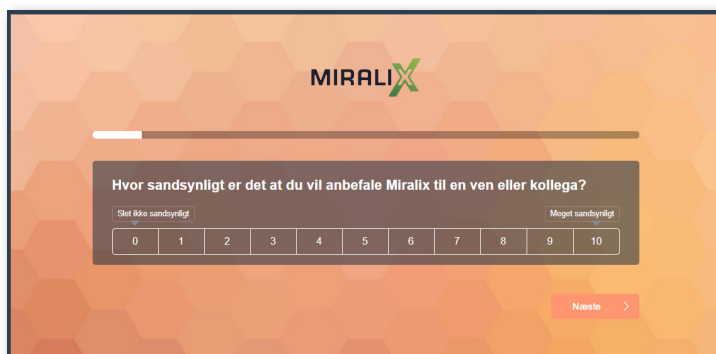 MIRALIX
Hvor sandsynligt er det at du vil anbefale Miralix til en ven eller kollega?
Slet ikke sandsynligt Meget sandsynligt
0 1 2 3 4 5 6 7 8 9 10
Næste